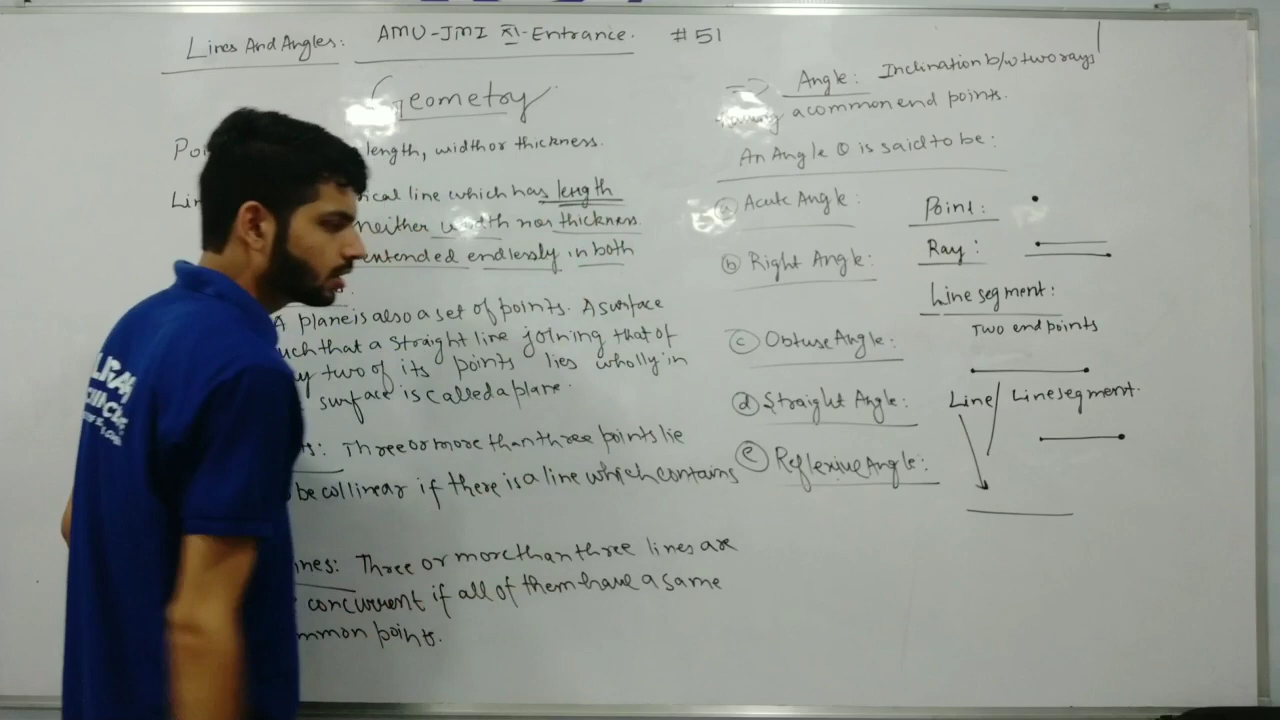 Lines And Angles: AMU-JMI XI-Entrance. #51
Geometry
length, width or thickness.
ical line which has length
neither width nor thickness.
entended endlessly in both
A plane is also a set of points. A surface
uch that a straight line joining that of
y two of its points lies wholly in
surface is called a plane.
s: Three or more than three points lie
be collinear if there is a line which contains
ines: Three or more than three lines are
concurrent if all of them have a same
mmon points.
=> Angle: Inclination b/w two rays
having a common end points.
An Angle θ is said to be:
(a) Acute Angle:
(b) Right Angle:
(c) Obtuse Angle:
(d) Straight Angle:
(e) Reflexive Angle:
Point:
Ray:
Line segment:
Two end points
Line / Line segment.